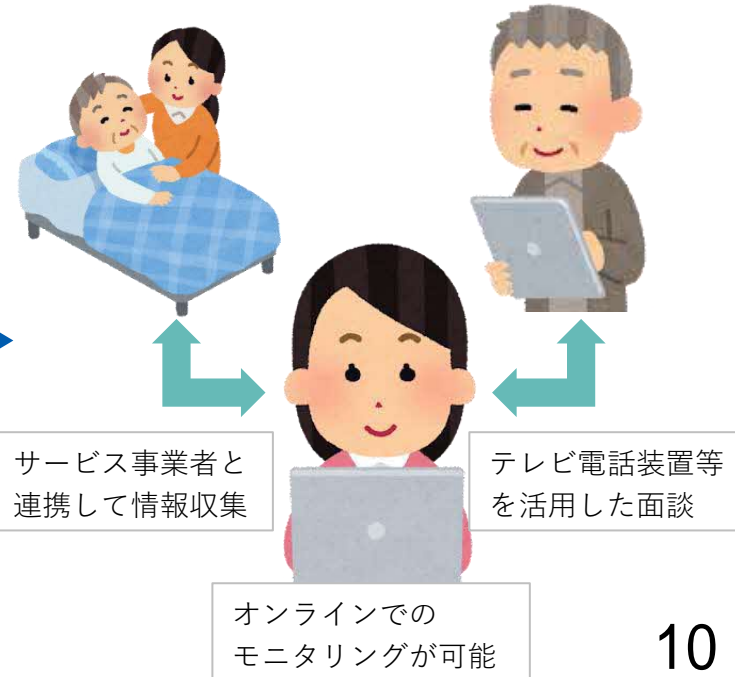 サービス事業者と
連携して情報収集
テレビ電話装置等
を活用した面談
オンラインでの
モニタリングが可能
10